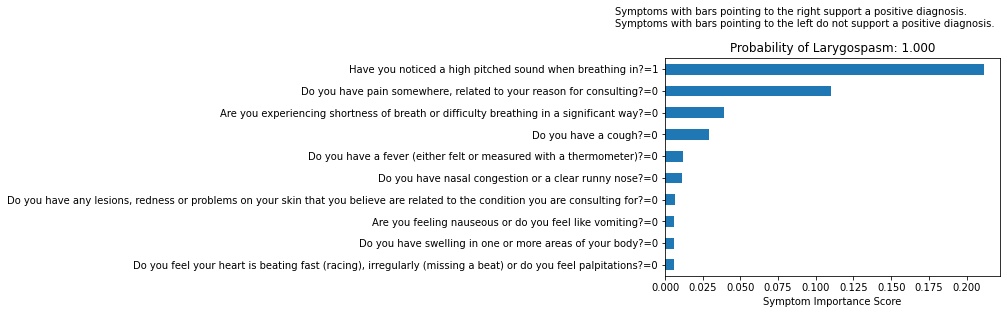 Symptoms with bars pointing to the right support a positive diagnosis.
Symptoms with bars pointing to the left do not support a positive diagnosis.
Probability of Larygospasm: 1.000
Have you noticed a high pitched sound when breathing in?=1
Do you have pain somewhere, related to your reason for consulting?=0
Are you experiencing shortness of breath or difficulty breathing in a significant way?=0
Do you have a cough?=0
Do you have a fever (either felt or measured with a thermometer)?=0
Do you have nasal congestion or a clear runny nose?=0
Do you have any lesions, redness or problems on your skin that you believe are related to the condition you are consulting for?=0
Are you feeling nauseous or do you feel like vomiting?=0
Do you have swelling in one or more areas of your body?=0
Do you feel your heart is beating fast (racing), irregularly (missing a beat) or do you feel palpitations?=0
0.000 0.025 0.050 0.075 0.100 0.125 0.150 0.175 0.200
Symptom Importance Score